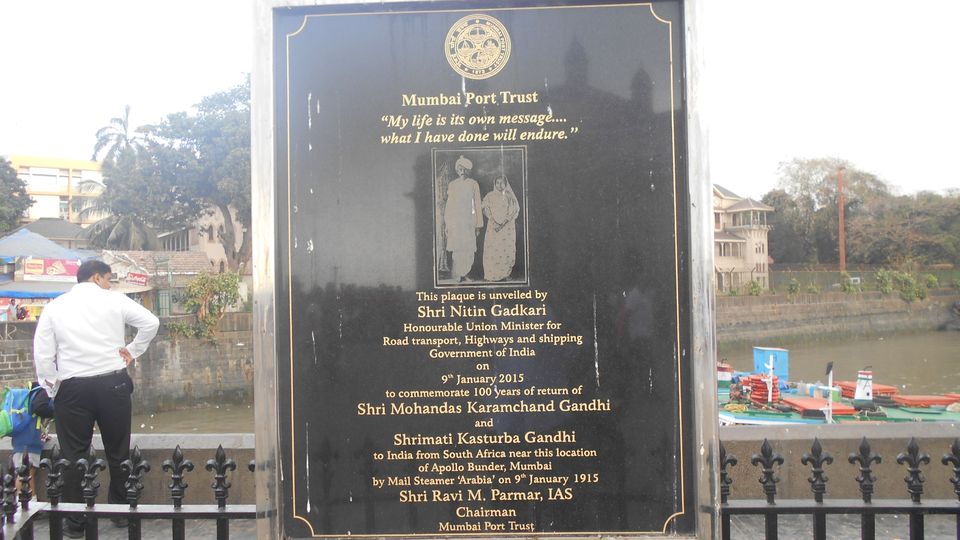 Mumbai Port Trust
“My life is its own message....
what I have done will endure.”
This plaque is unveiled by
Shri Nitin Gadkari
Honourable Union Minister for
Road transport, Highways and shipping
Government of India
on
9th January 2015
to commemorate 100 years of return of
Shri Mohandas Karamchand Gandhi
and
Shrimati Kasturba Gandhi
to India from South Africa near this location
of Apollo Bunder, Mumbai
by Mail Steamer ‘Arabia’ on 9th January 1915
Shri Ravi M. Parmar, IAS
Chairman
Mumbai Port Trust